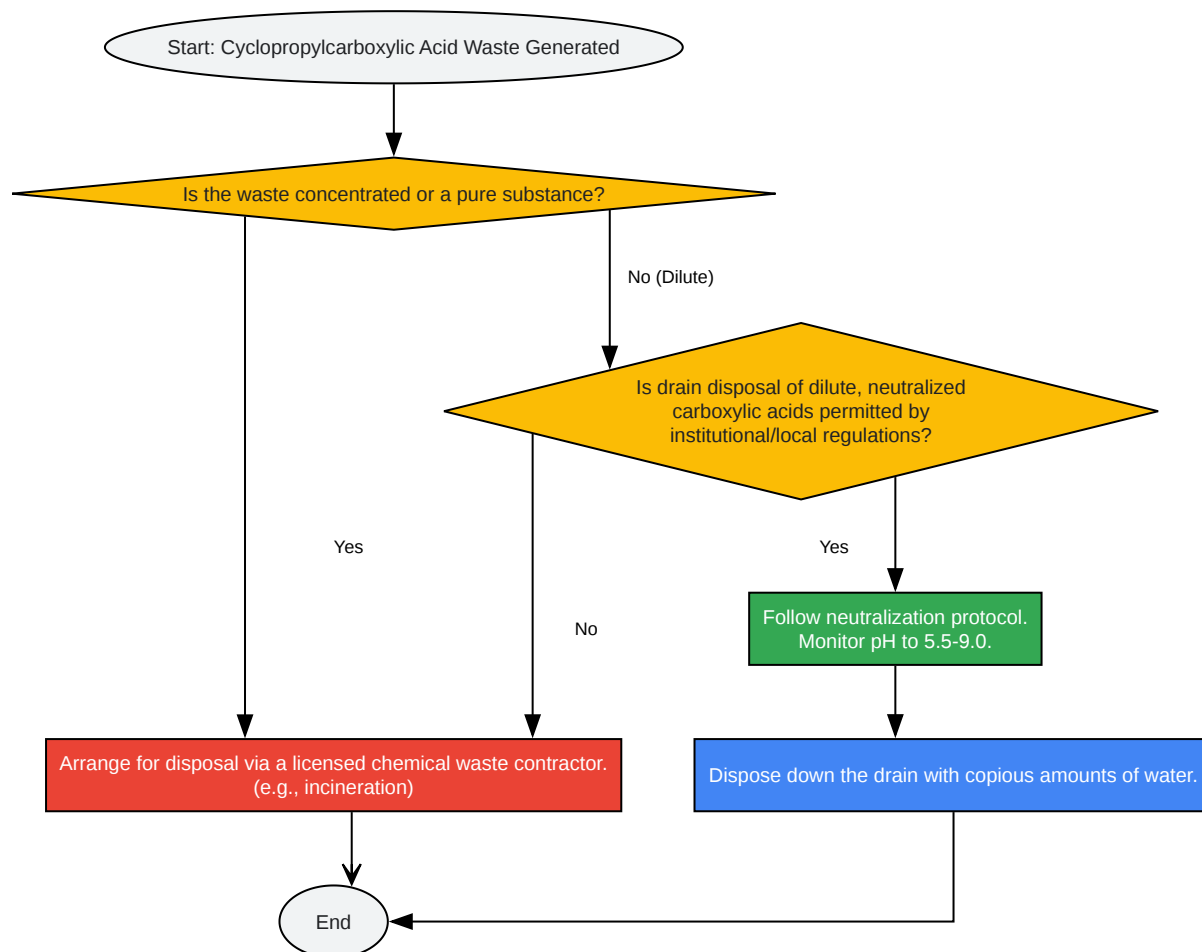 Start: Cyclopropylcarboxylic Acid Waste Generated
Is the waste concentrated or a pure substance?
No (Dilute)
Is drain disposal of dilute, neutralized
carboxylic acids permitted by
institutional/local regulations?
Yes
Yes
No
Follow neutralization protocol.
Monitor pH to 5.5-9.0.
Arrange for disposal via a licensed chemical waste contractor.
(e.g., incineration)
Dispose down the drain with copious amounts of water.
End